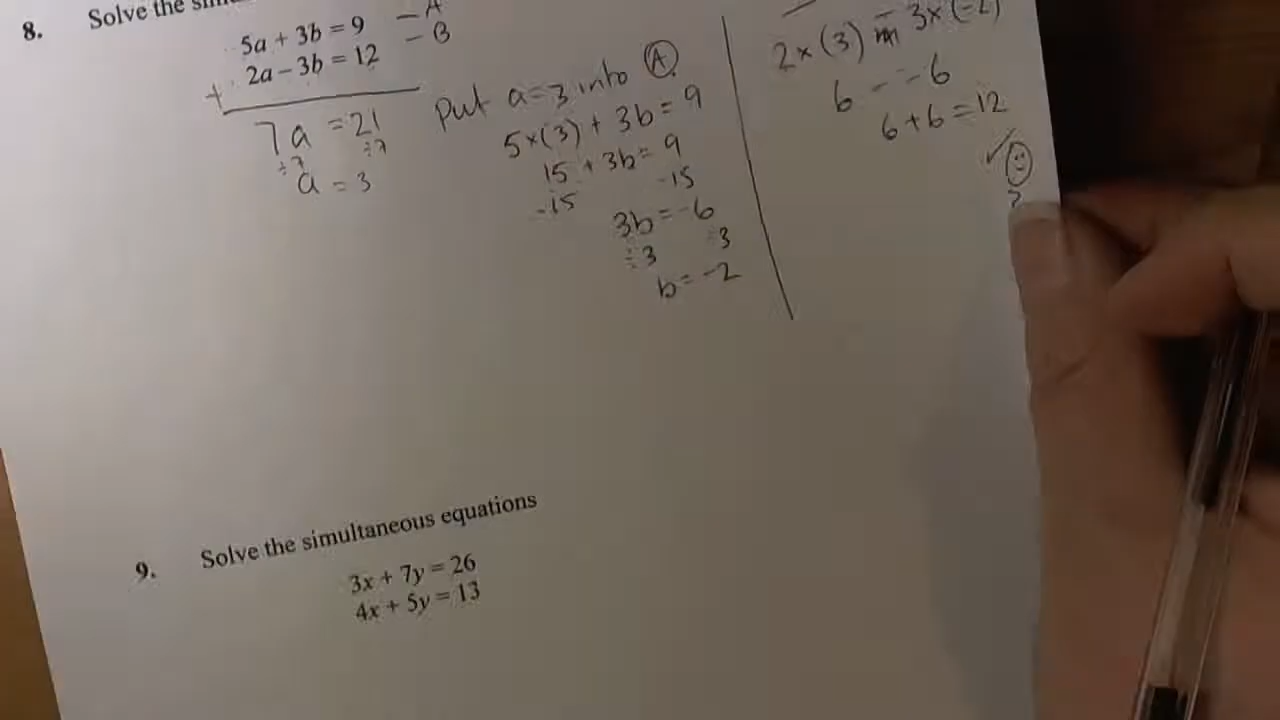 8. Solve the
5a + 3b = 9 — A
2a – 3b = 12 – B
+
7a = 21
÷7 ÷7
a = 3
Put a=3 into A
5×(3) + 3b = 9
15 + 3b = 9
-15 -15
3b = -6
÷3 ÷3
b = -2
2×(3) – 3×(-2)
6 - -6
6+6=12
9. Solve the simultaneous equations
3x + 7y = 26
4x + 5y = 13